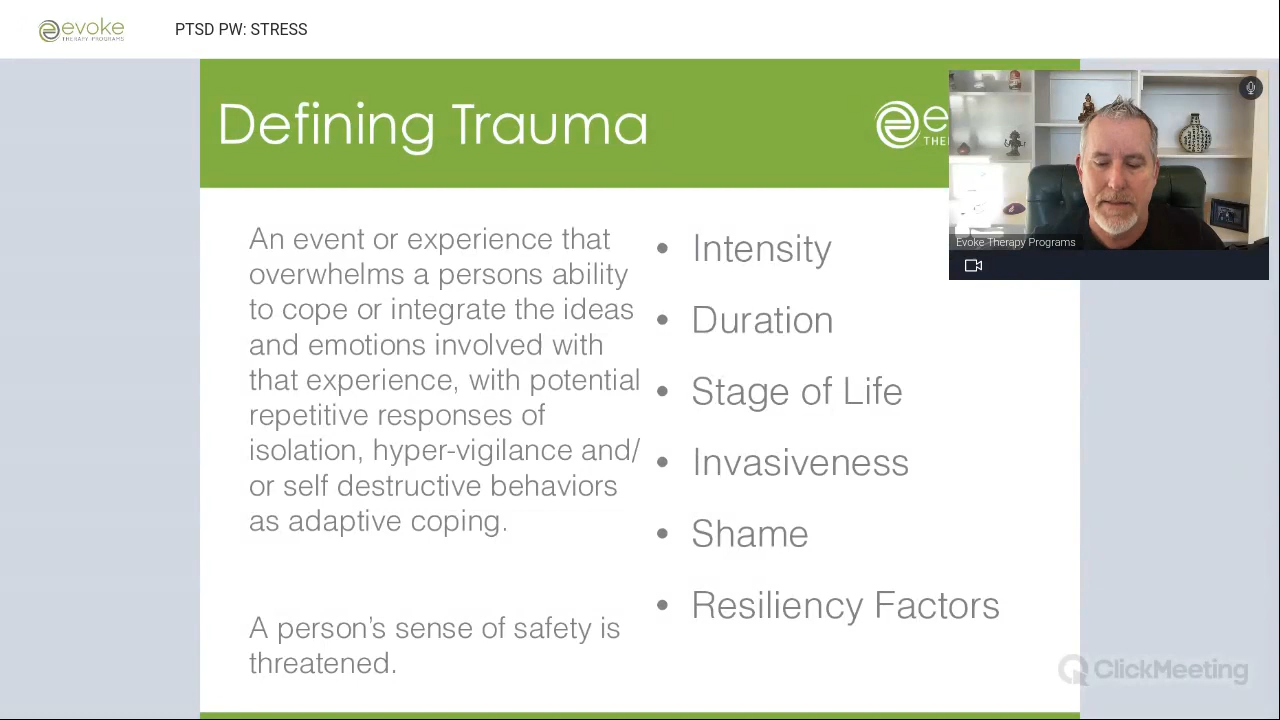 evoke
THERAPY PROGRAMS
PTSD PW: STRESS
Defining Trauma
e
THE
Evoke Therapy Programs
An event or experience that
overwhelms a persons ability
to cope or integrate the ideas
and emotions involved with
that experience, with potential
repetitive responses of
isolation, hyper-vigilance and/
or self destructive behaviors
as adaptive coping.
A person's sense of safety is
threatened.
• Intensity
• Duration
• Stage of Life
• Invasiveness
• Shame
• Resiliency Factors
ClickMeeting